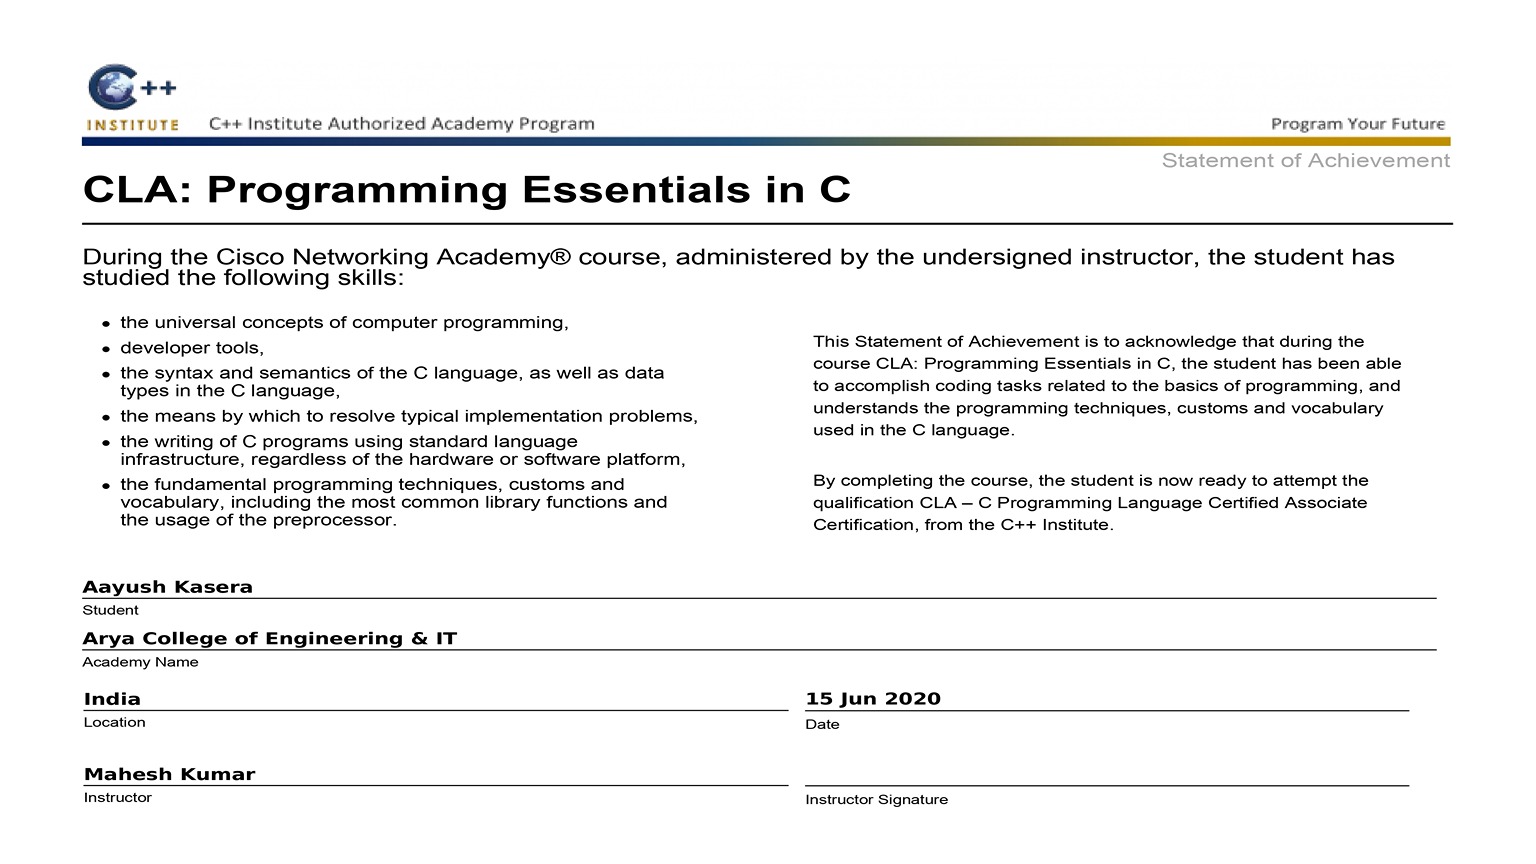 C++
INSTITUTE
C++ Institute Authorized Academy Program
Program Your Future
Statement of Achievement
CLA: Programming Essentials in C
During the Cisco Networking Academy® course, administered by the undersigned instructor, the student has
studied the following skills:
• the universal concepts of computer programming,
• developer tools,
• the syntax and semantics of the C language, as well as data
types in the C language,
• the means by which to resolve typical implementation problems,
• the writing of C programs using standard language
infrastructure, regardless of the hardware or software platform,
• the fundamental programming techniques, customs and
vocabulary, including the most common library functions and
the usage of the preprocessor.
This Statement of Achievement is to acknowledge that during the
course CLA: Programming Essentials in C, the student has been able
to accomplish coding tasks related to the basics of programming, and
understands the programming techniques, customs and vocabulary
used in the C language.
By completing the course, the student is now ready to attempt the
qualification CLA – C Programming Language Certified Associate
Certification, from the C++ Institute.
Aayush Kasera
Student
Arya College of Engineering & IT
Academy Name
India
Location
15 Jun 2020
Date
Mahesh Kumar
Instructor
Instructor Signature